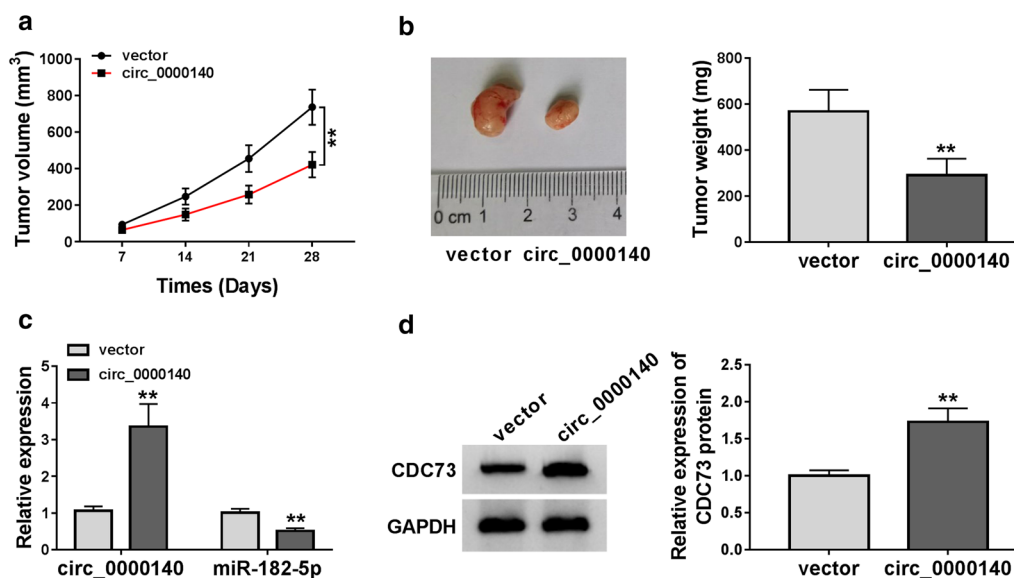 a
Tumor volume (mm3)
1000
800
600
400
200
0
vector
circ_0000140
**
7 14 21 28
Times (Days)
b
0 cm 1 2 3 4
vector circ_0000140
Tumor weight (mg)
800
600
400
200
0
**
vector circ_0000140
c
Relative expression
5
4
3
2
1
0
vector
circ_0000140
**
**
circ_0000140 miR-182-5p
d
vector circ_0000140
CDC73
GAPDH
Relative expression of
CDC73 protein
2.5
2.0
1.5
1.0
0.5
0.0
**
vector circ_0000140